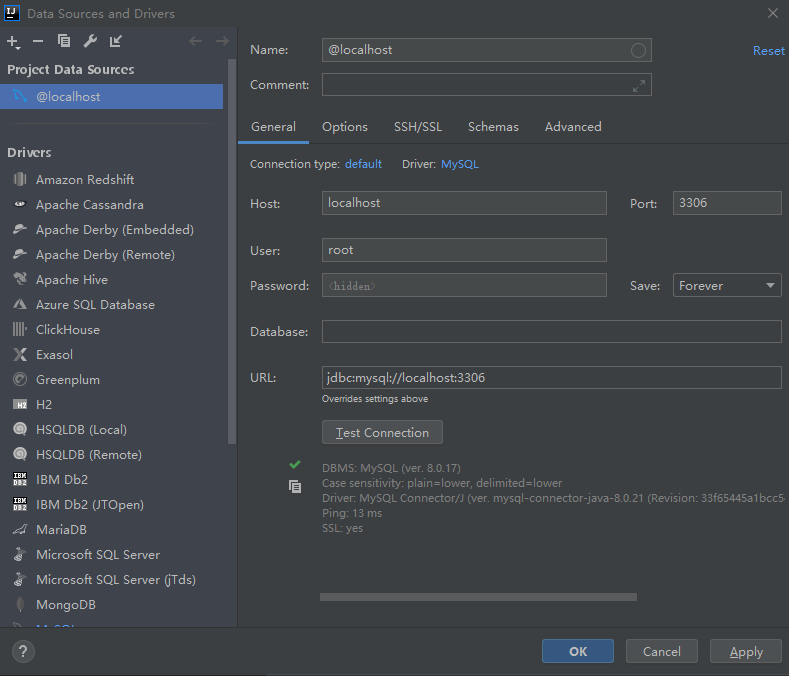 Data Sources and Drivers
Project Data Sources
@localhost
Drivers
Amazon Redshift
Apache Cassandra
Apache Derby (Embedded)
Apache Derby (Remote)
Apache Hive
Azure SQL Database
ClickHouse
Exasol
Greenplum
H2
HSQLDB (Local)
HSQLDB (Remote)
IBM Db2
IBM Db2 (JTOpen)
MariaDB
Microsoft SQL Server
Microsoft SQL Server (jTds)
MongoDB
MySQL
Name: @localhost Reset
Comment:
General Options SSH/SSL Schemas Advanced
Connection type: default Driver: MySQL
Host: localhost Port: 3306
User: root
Password: <hidden> Save: Forever
Database:
URL: jdbc:mysql://localhost:3306
Overrides settings above
Test Connection
DBMS: MySQL (ver. 8.0.17)
Case sensitivity: plain=lower, delimited=lower
Driver: MySQL Connector/J (ver. mysql-connector-java-8.0.21 (Revision: 33f65445a1bcc5
Ping: 13 ms
SSL: yes
? OK Cancel Apply